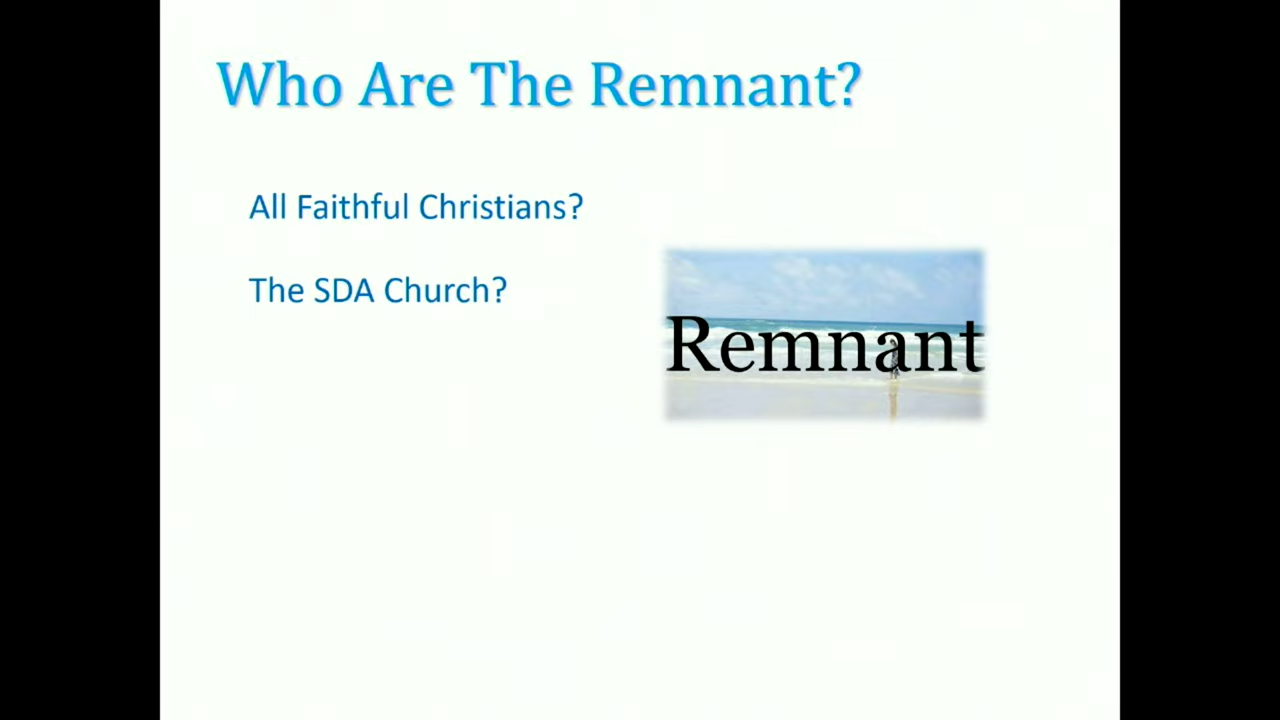 Who Are The Remnant?
All Faithful Christians?
The SDA Church?
Remnant